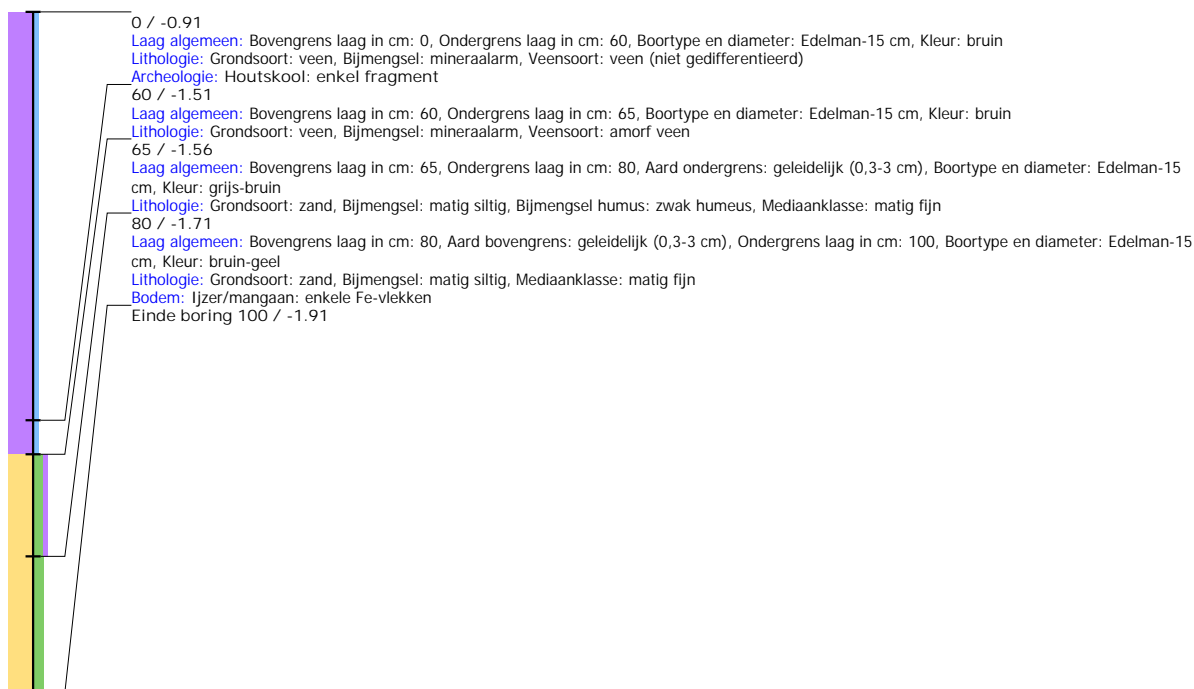 0 / -0.91
Laag algemeen: Bovengrens laag in cm: 0, Ondergrens laag in cm: 60, Boortype en diameter: Edelman-15 cm, Kleur: bruin
Lithologie: Grondsoort: veen, Bijmengsel: mineraalarm, Veensoort: veen (niet gedifferentieerd)
Archeologie: Houtskool: enkel fragment
60 / -1.51
Laag algemeen: Bovengrens laag in cm: 60, Ondergrens laag in cm: 65, Boortype en diameter: Edelman-15 cm, Kleur: bruin
Lithologie: Grondsoort: veen, Bijmengsel: mineraalarm, Veensoort: amorf veen
65 / -1.56
Laag algemeen: Bovengrens laag in cm: 65, Ondergrens laag in cm: 80, Aard ondergrens: geleidelijk (0,3-3 cm), Boortype en diameter: Edelman-15
cm, Kleur: grijs-bruin
Lithologie: Grondsoort: zand, Bijmengsel: matig siltig, Bijmengsel humus: zwak humeus, Mediaanklasse: matig fijn
80 / -1.71
Laag algemeen: Bovengrens laag in cm: 80, Aard bovengrens: geleidelijk (0,3-3 cm), Ondergrens laag in cm: 100, Boortype en diameter: Edelman-15
cm, Kleur: bruin-geel
Lithologie: Grondsoort: zand, Bijmengsel: matig siltig, Mediaanklasse: matig fijn
Bodem: Ijzer/mangaan: enkele Fe-vlekken
Einde boring 100 / -1.91